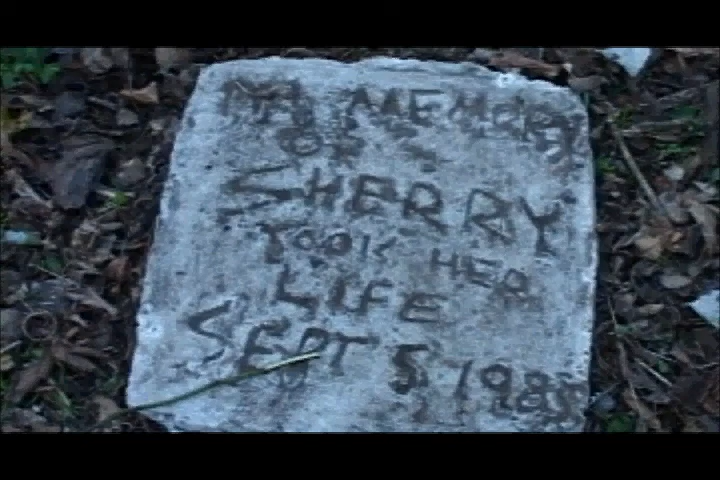 IN MEMORY
OF
SHERRY
TOOK HER
LIFE
SEPT 5 1985